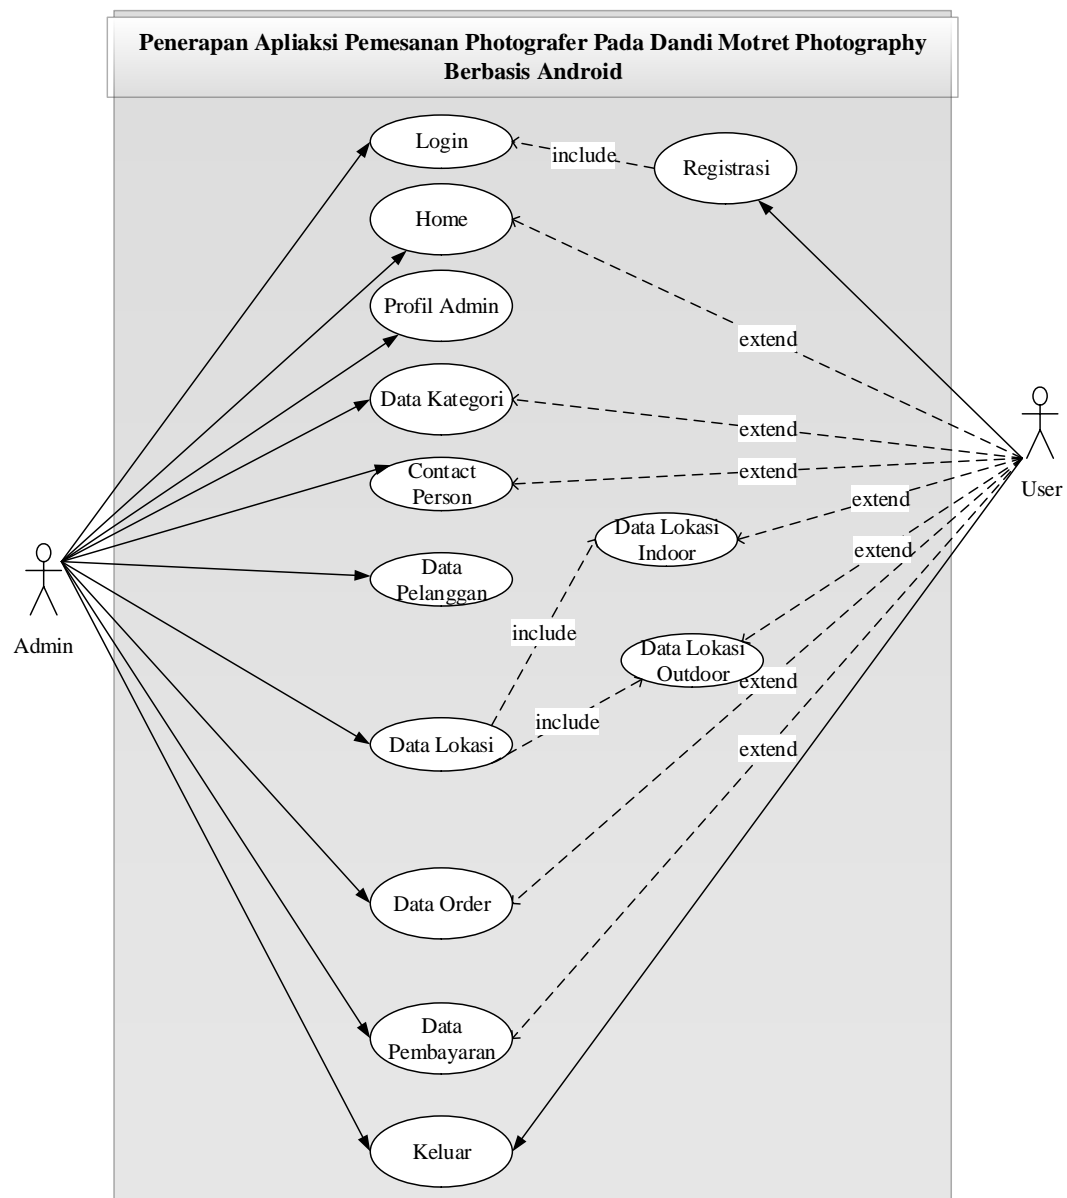 Penerapan Apliaksi Pemesanan Photografer Pada Dandi Motret Photography
Berbasis Android
Login
include
Registrasi
Home
Profil Admin
extend
Data Kategori
extend
Contact
Person
extend
User
extend
Data Lokasi
Indoor
extend
Data
Pelanggan
Admin
include
Data Lokasi
Outdoor
extend
include
Data Lokasi
extend
Data Order
Data
Pembayaran
Keluar